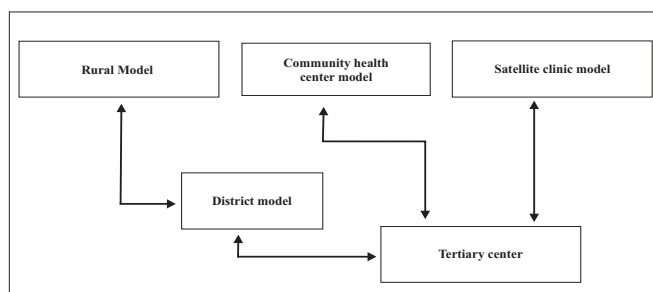 Rural Model
Community health
center model
Satellite clinic model
District model
Tertiary center